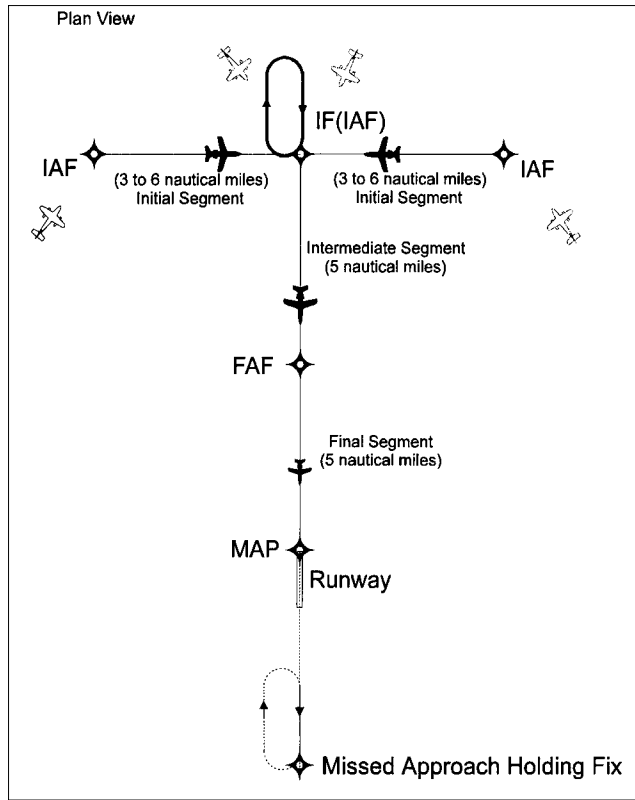 Plan View
IF(IAF)
IAF
(3 to 6 nautical miles)
Initial Segment
(3 to 6 nautical miles)
Initial Segment
IAF
Intermediate Segment
(5 nautical miles)
FAF
Final Segment
(5 nautical miles)
MAP
Runway
Missed Approach Holding Fix